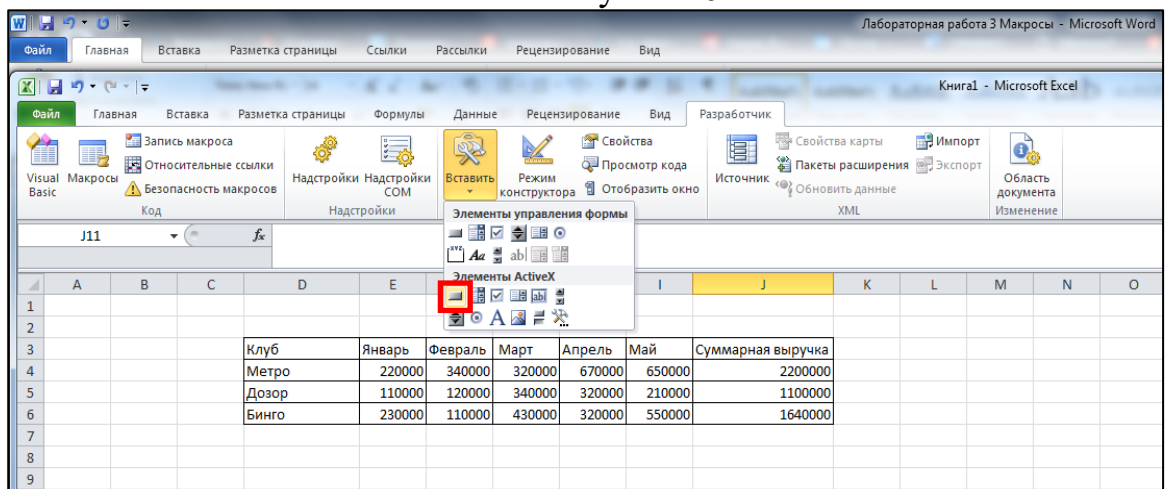 Лабораторная работа 3 Макросы - Microsoft Word
Файл Главная Вставка Разметка страницы Ссылки Рассылки Рецензирование Вид
Книга1 - Microsoft Excel
Файл Главная Вставка Разметка страницы Формулы Данные Рецензирование Вид Разработчик
Visual Basic
Макросы
Запись макроса
Относительные ссылки
Безопасность макросов
Код
Надстройки
Надстройки COM
Надстройки
Вставить
Режим конструктора
Свойства
Просмотр кода
Отобразить окно
Источник
Свойства карты
Пакеты расширения
Обновить данные
Импорт
Экспорт
XML
Область документа
Изменение
Элементы управления формы
XYZ Aa ab|
Элементы ActiveX
ab|
A
J11 fx
A B C D E I J K L M N O
1
2
3 Клуб Январь Февраль Март Апрель Май Суммарная выручка
4 Метро 220000 340000 320000 670000 650000 2200000
5 Дозор 110000 120000 340000 320000 210000 1100000
6 Бинго 230000 110000 430000 320000 550000 1640000
7
8
9